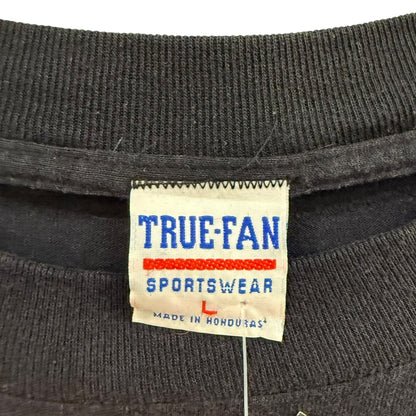 TRUE-FAN
SPORTSWEAR
L
MADE IN HONDURAS